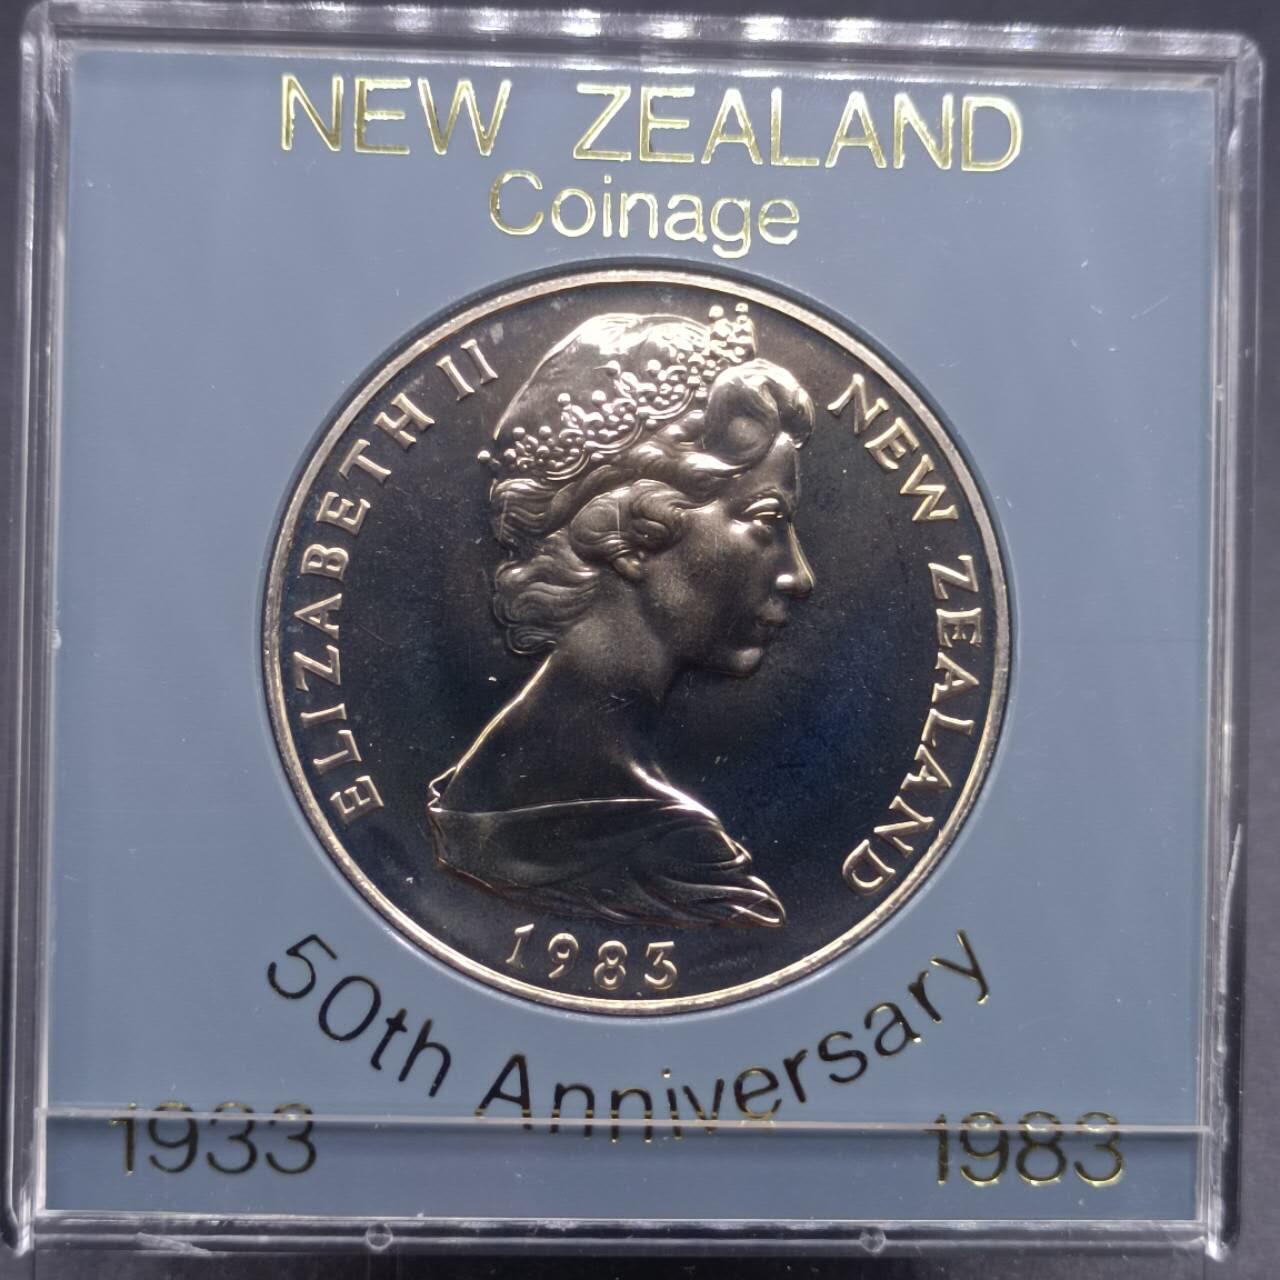 NEW ZEALAND
Coinage
ELIZABETH II
NEW ZEALAND
1983
50th Anniversary
1933
1983